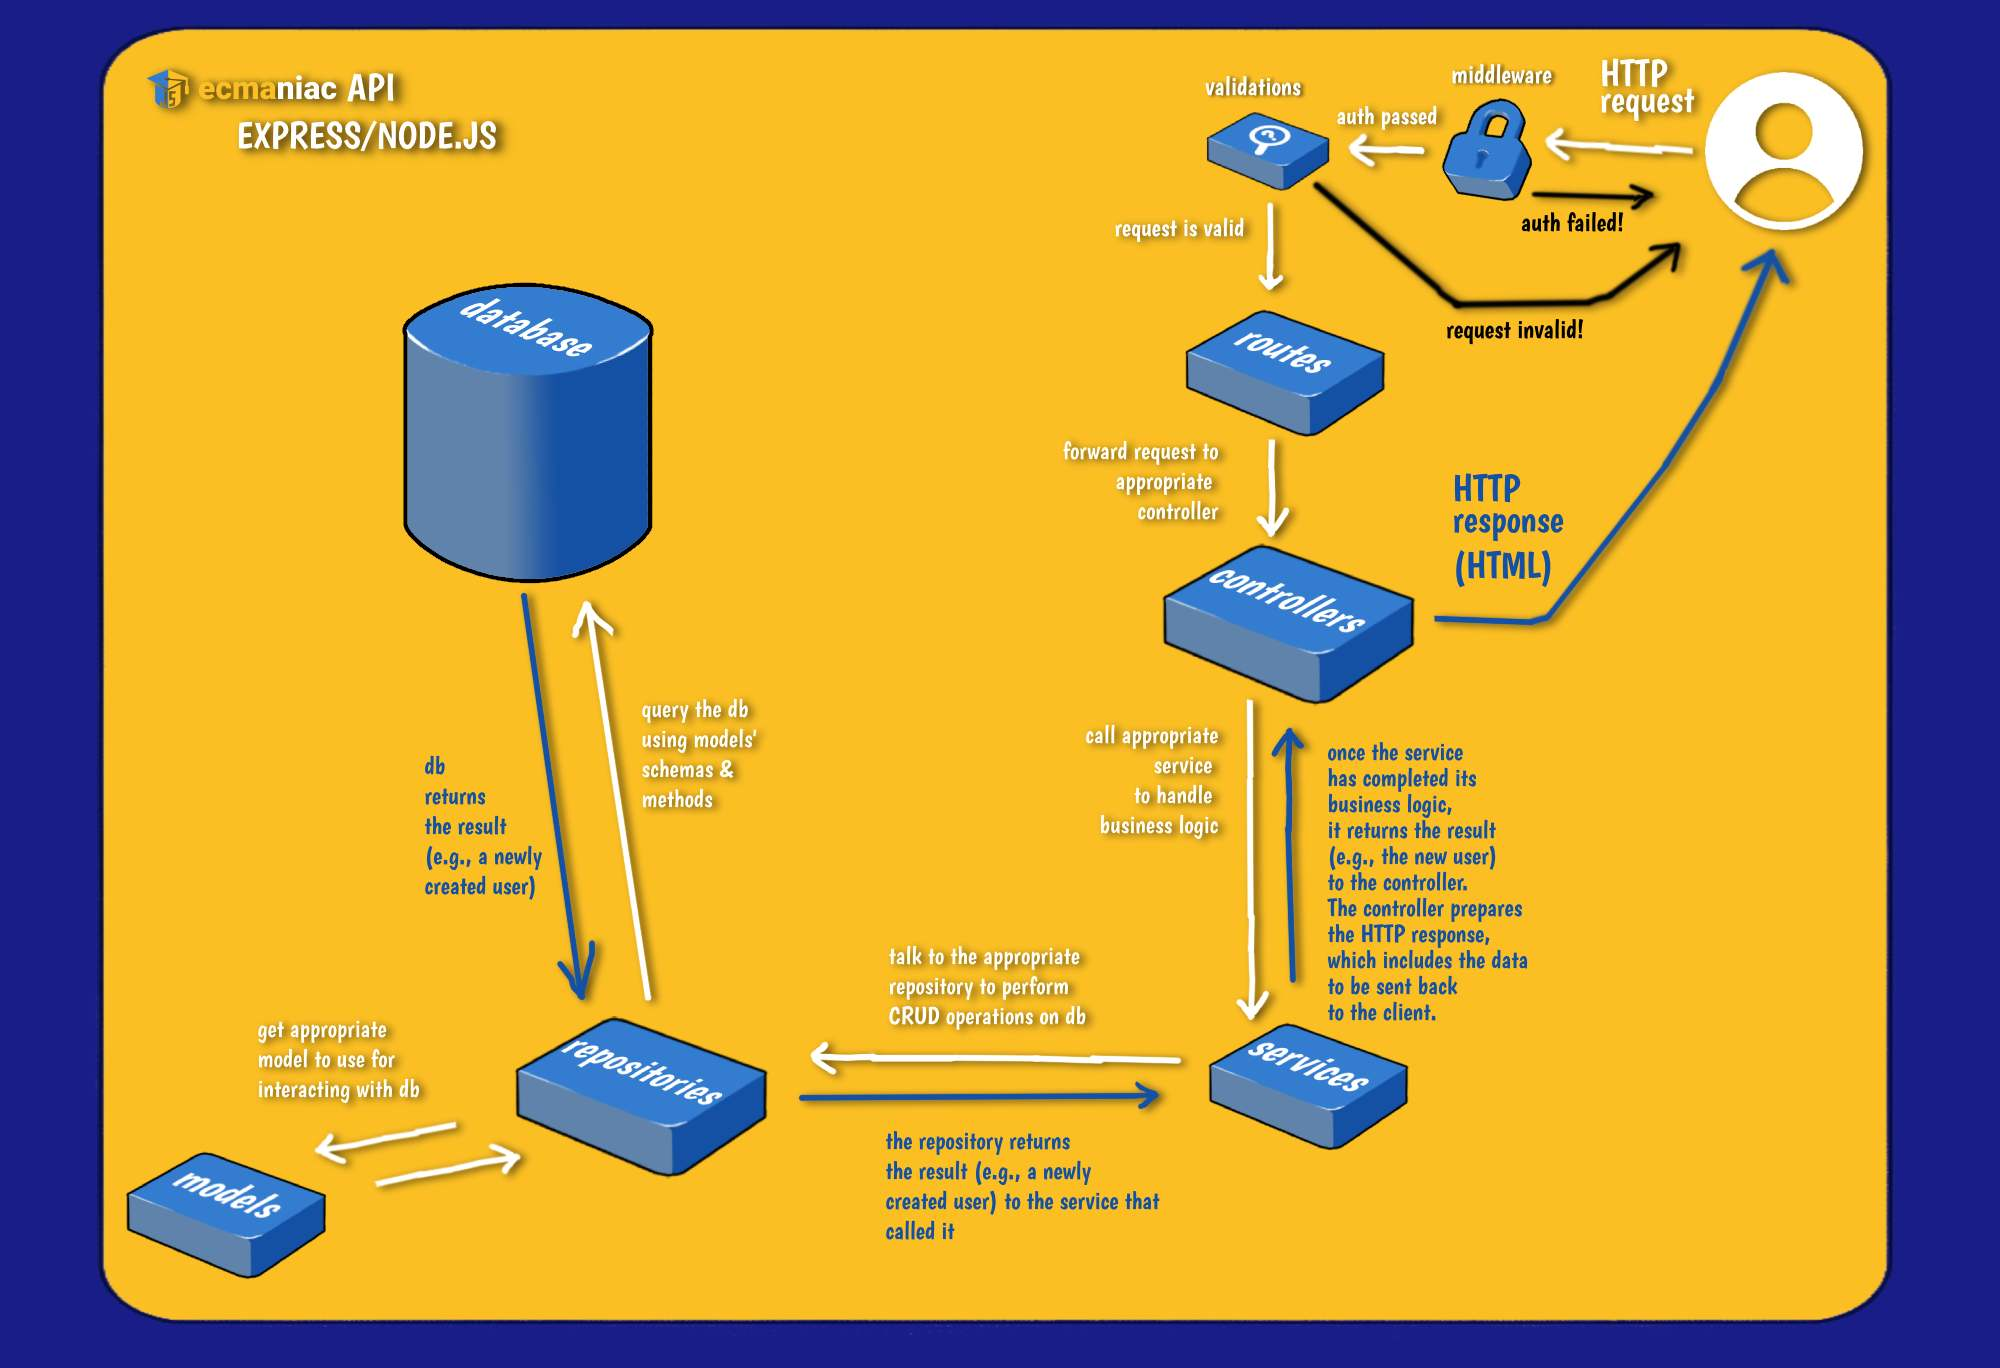 ecmaniac API
EXPRESS/NODE.JS
HTTP
request
middleware
auth passed
auth failed!
validations
request invalid!
request is valid
routes
forward request to
appropriate
controller
controllers
HTTP
response
(HTML)
call appropriate
service
to handle
business logic
once the service
has completed its
business logic,
it returns the result
(e.g., the new user)
to the controller.
The controller prepares
the HTTP response,
which includes the data
to be sent back
to the client.
services
talk to the appropriate
repository to perform
CRUD operations on db
the repository returns
the result (e.g., a newly
created user) to the service that
called it
repositories
get appropriate
model to use for
interacting with db
models
query the db
using models'
schemas &
methods
db
returns
the result
(e.g., a newly
created user)
database